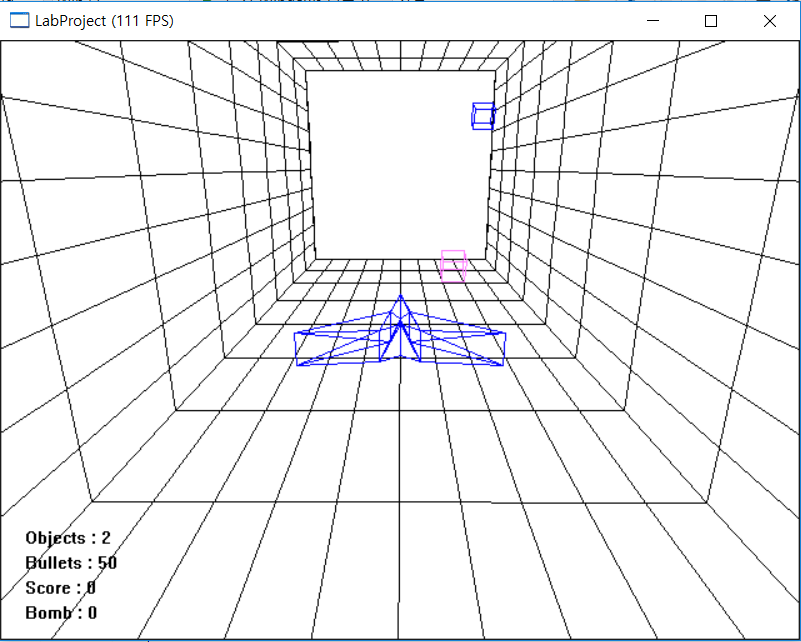 LabProject (111 FPS)
Objects : 2
Bullets : 50
Score : 0
Bomb : 0